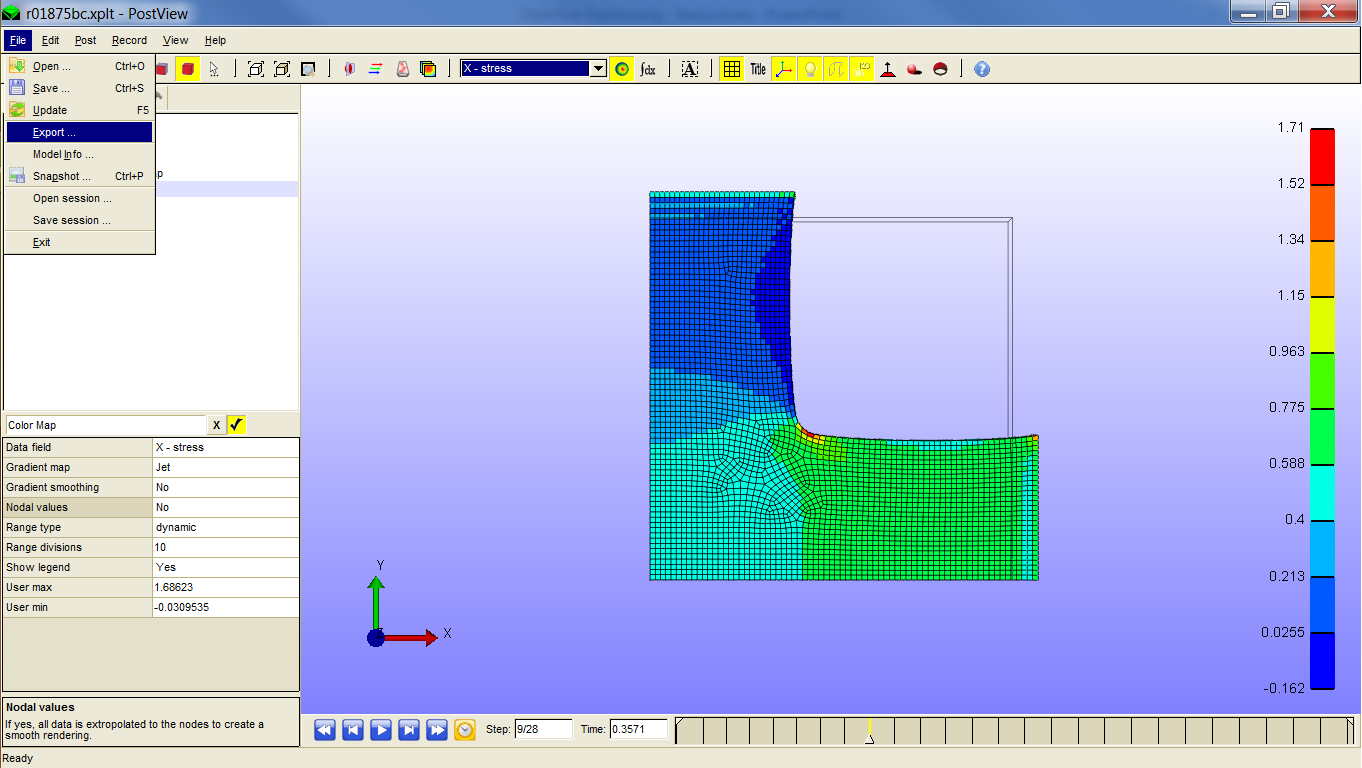 r01875bc.xplt - PostView
File Edit Post Record View Help
X - stress
Title
Open ... Ctrl+O
Save ... Ctrl+S
Update F5
Export ...
Model Info ...
Snapshot ... Ctrl+P
Open session ...
Save session ...
Exit
Color Map X
Data field X - stress
Gradient map Jet
Gradient smoothing No
Nodal values No
Range type dynamic
Range divisions 10
Show legend Yes
User max 1.68623
User min -0.0309535
Nodal values
If yes, all data is extropolated to the nodes to create a
smooth rendering.
Y
X
1.71
1.52
1.34
1.15
0.963
0.775
0.588
0.4
0.213
0.0255
-0.162
Step: 9/28 Time: 0.3571
Ready